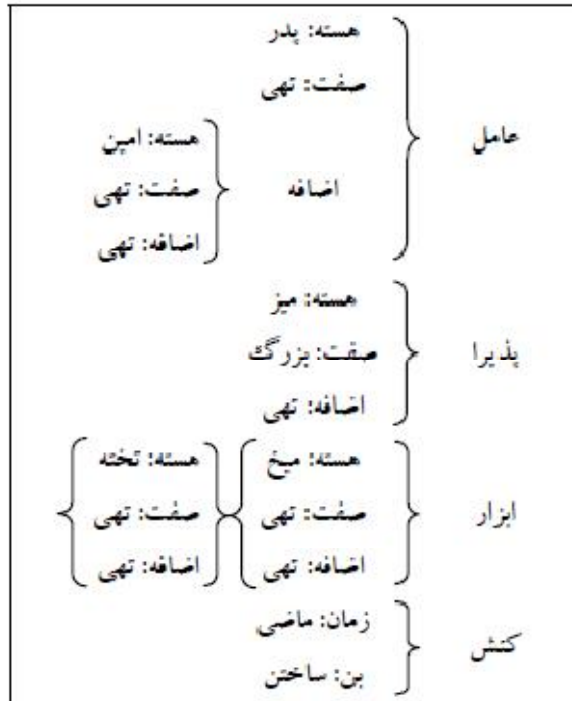 هسته: پدر
صفت: تهی
عامل
هسته: امین
اضافه صفت: تهی
اضافه: تهی
هسته: میز
پذیرا صفت: بزرگ
اضافه: تهی
هسته: میخ هسته: تخته
ابزار صفت: تهی صفت: تهی
اضافه: تهی اضافه: تهی
زمان: ماضی
کنش
بن: ساختن